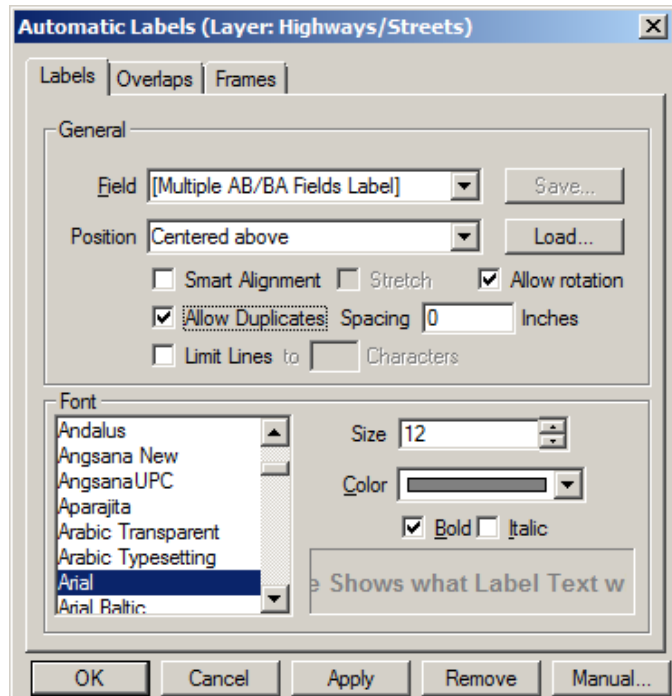 Automatic Labels (Layer: Highways/Streets)
Labels Overlaps Frames
General
Field [Multiple AB/BA Fields Label] Save...
Position Centered above Load...
Smart Alignment Stretch Allow rotation
Allow Duplicates Spacing 0 Inches
Limit Lines to Characters
Font
Andalus
Angsana New
AngsanaUPC
Aparajita
Arabic Transparent
Arabic Typesetting
Arial
Arial Baltic
Size 12
Color
Bold Italic
e Shows what Label Text w
OK Cancel Apply Remove Manual...